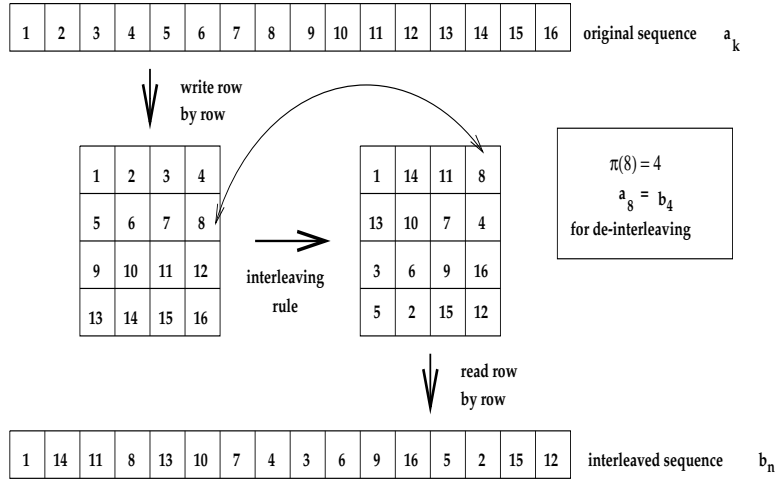 1 2 3 4 5 6 7 8 9 10 11 12 13 14 15 16 original sequence a_k
write row
by row
1 2 3 4
5 6 7 8
9 10 11 12
13 14 15 16
interleaving
rule
1 14 11 8
13 10 7 4
3 6 9 16
5 2 15 12
π(8) = 4
a_8 = b_4
for de-interleaving
read row
by row
1 14 11 8 13 10 7 4 3 6 9 16 5 2 15 12 interleaved sequence b_n